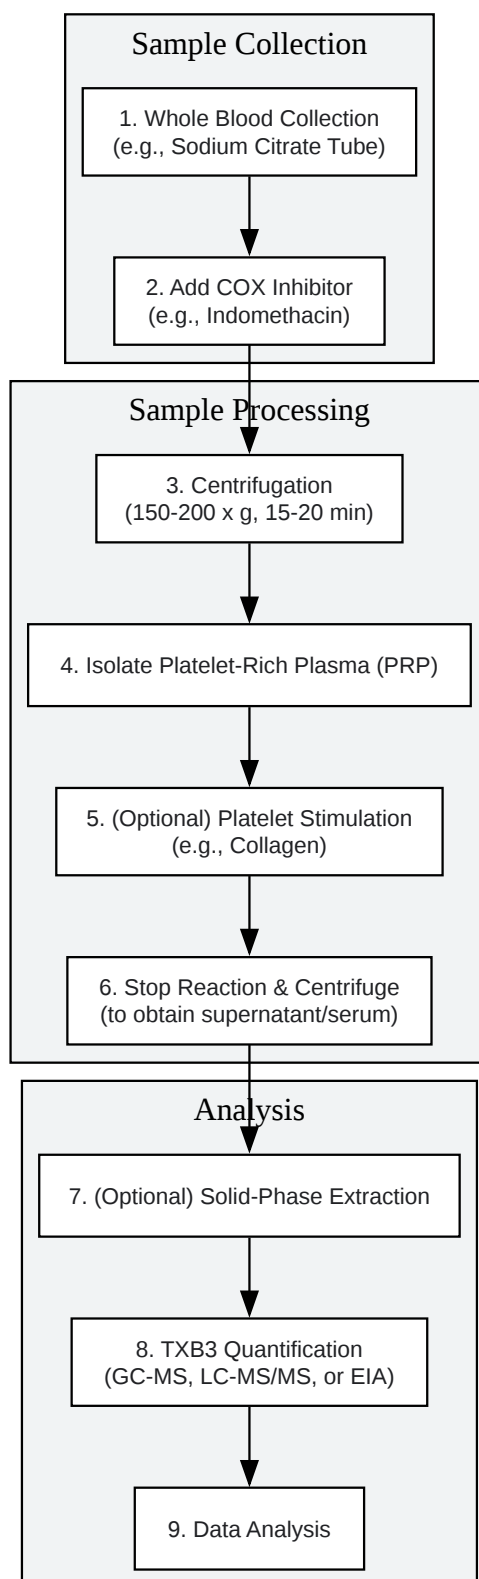 Sample Collection
1. Whole Blood Collection
(e.g., Sodium Citrate Tube)
2. Add COX Inhibitor
(e.g., Indomethacin)
Sample Processing
3. Centrifugation
(150-200 x g, 15-20 min)
4. Isolate Platelet-Rich Plasma (PRP)
5. (Optional) Platelet Stimulation
(e.g., Collagen)
6. Stop Reaction & Centrifuge
(to obtain supernatant/serum)
Analysis
7. (Optional) Solid-Phase Extraction
8. TXB3 Quantification
(GC-MS, LC-MS/MS, or EIA)
9. Data Analysis